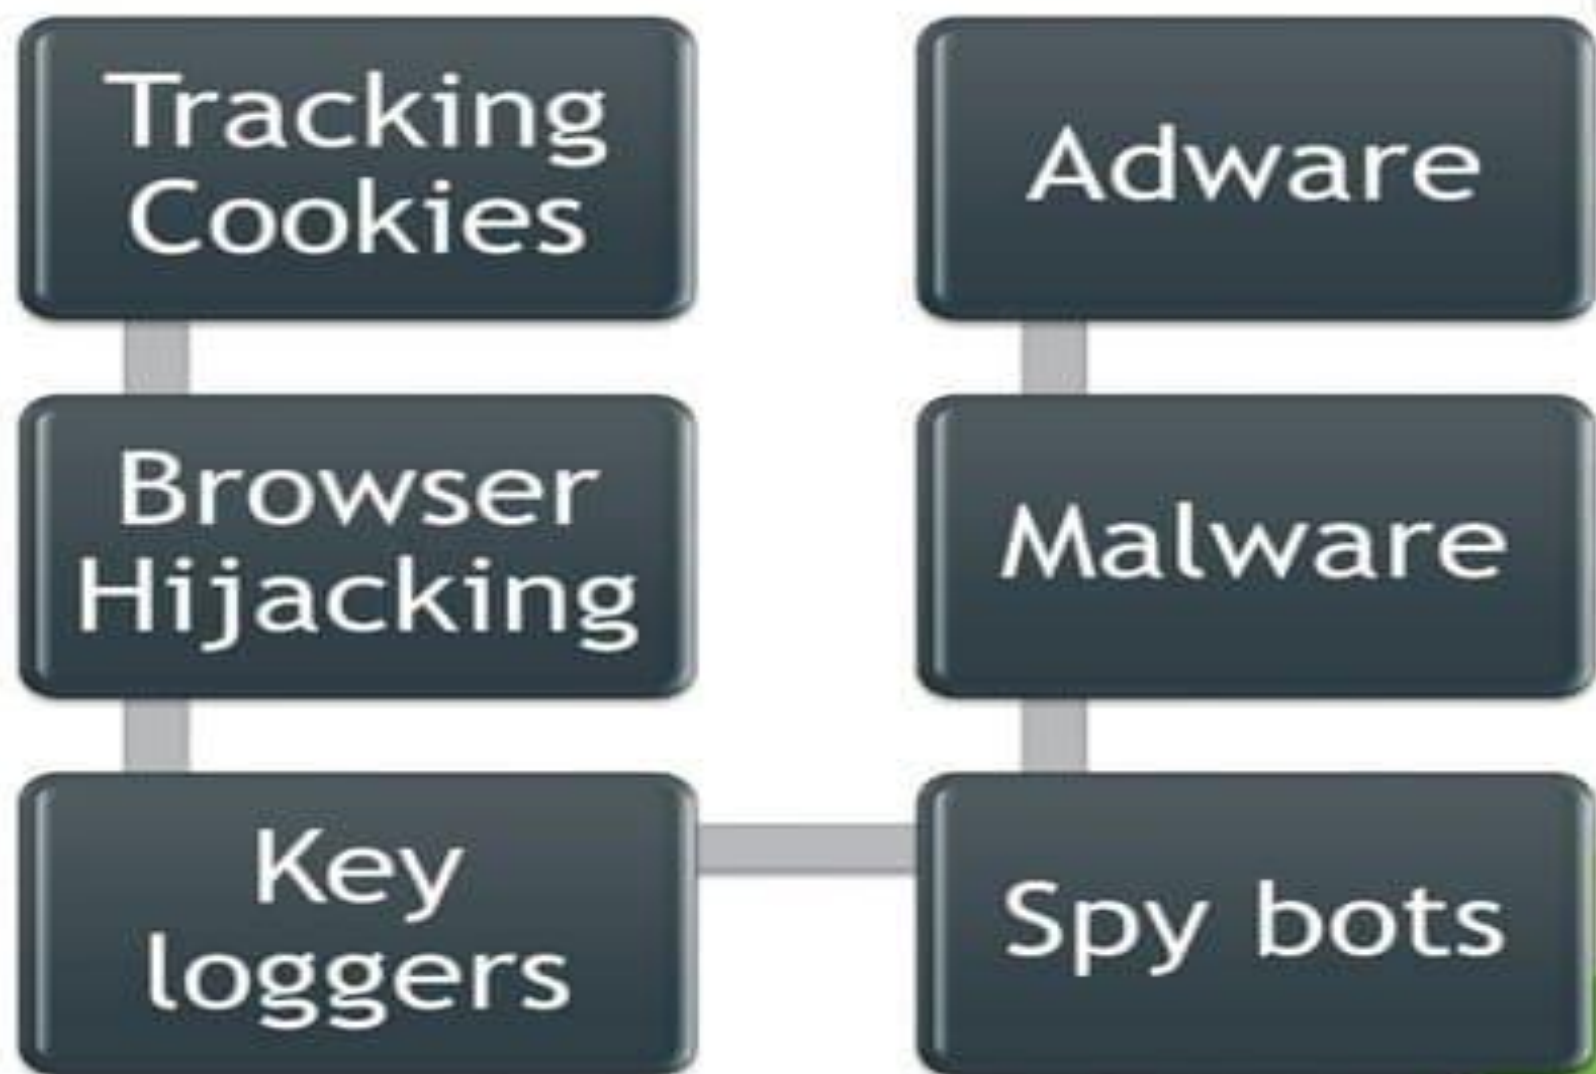 Tracking
Cookies
Browser
Hijacking
Key
loggers
Spy bots
Malware
Adware